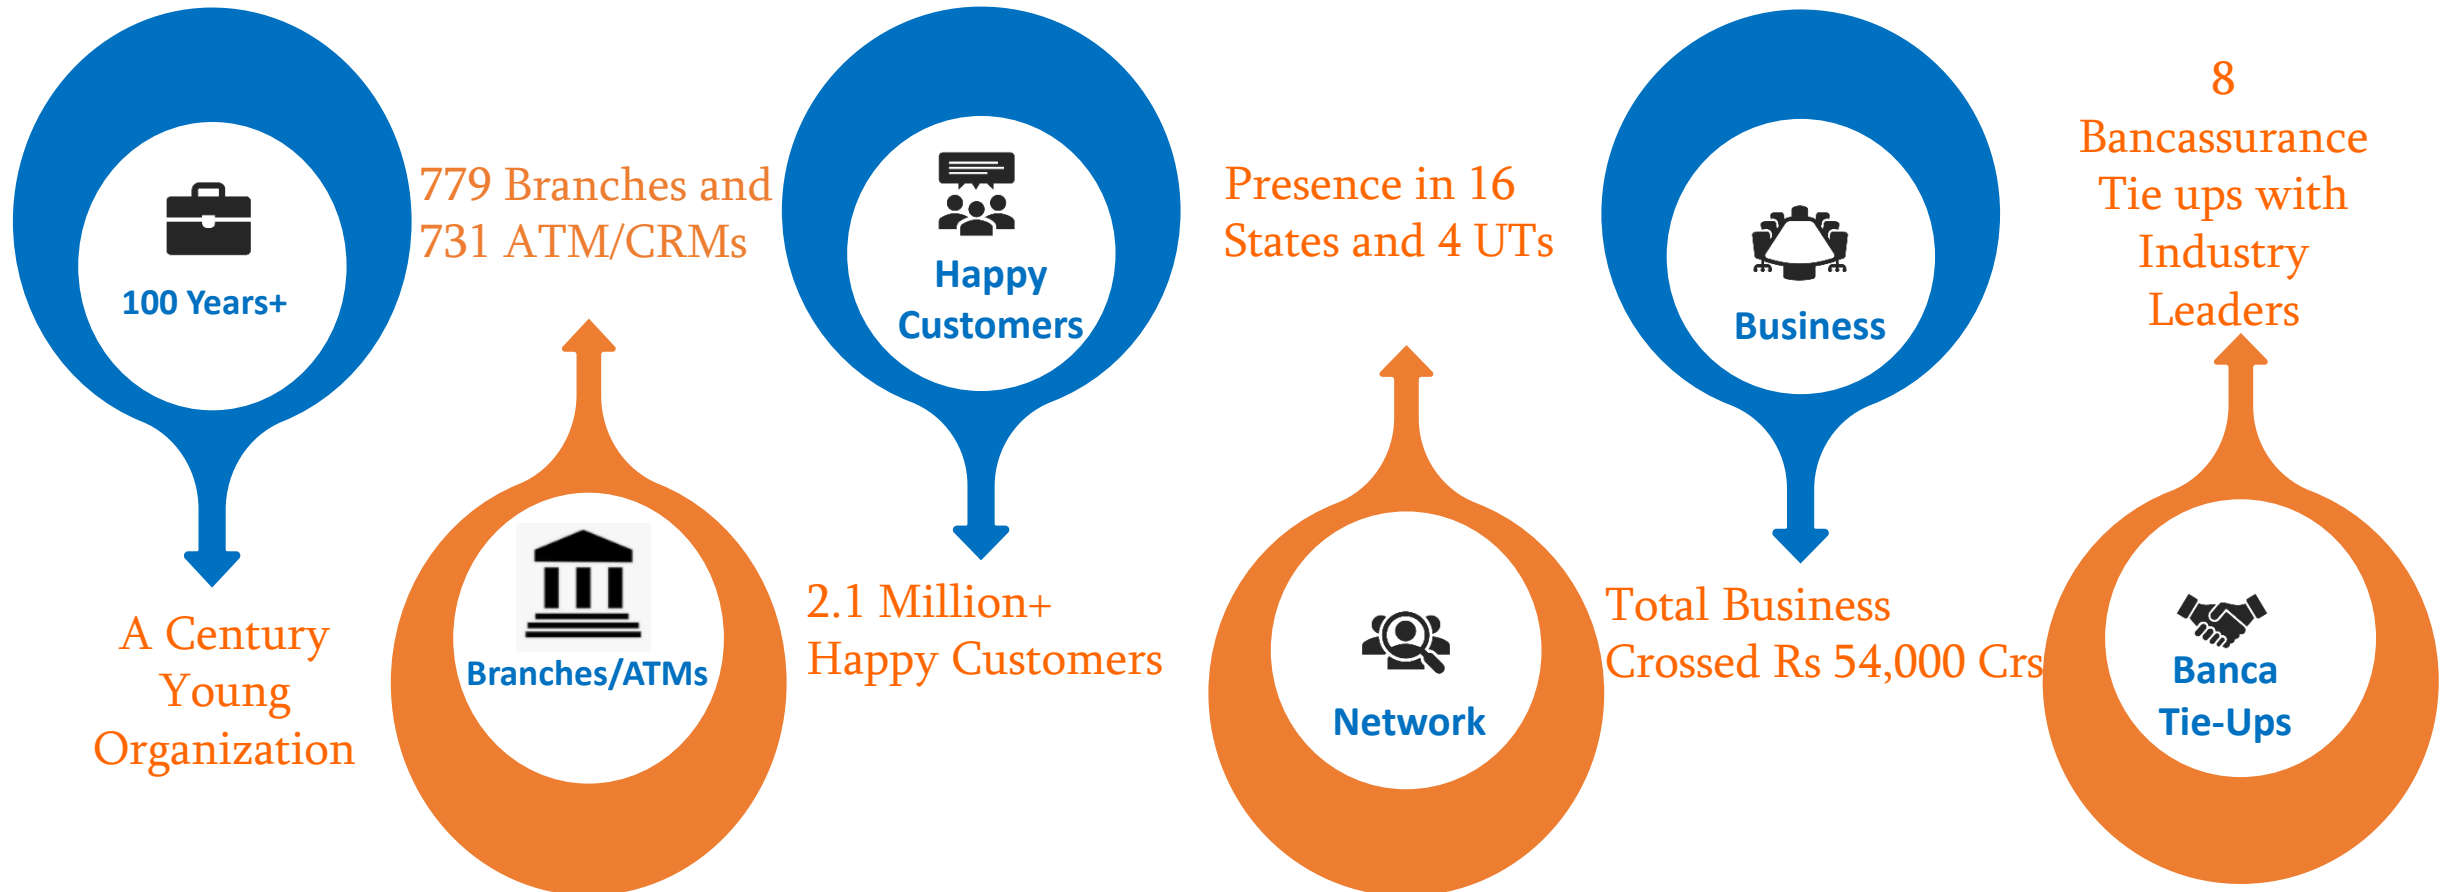 100 Years+
A Century
Young
Organization
779 Branches and
731 ATM/CRMs
Branches/ATMs
Happy
Customers
2.1 Million+
Happy Customers
Presence in 16
States and 4 UTs
Network
Business
Total Business
Crossed Rs 54,000 Crs
8
Bancassurance
Tie ups with
Industry
Leaders
Banca
Tie-Ups